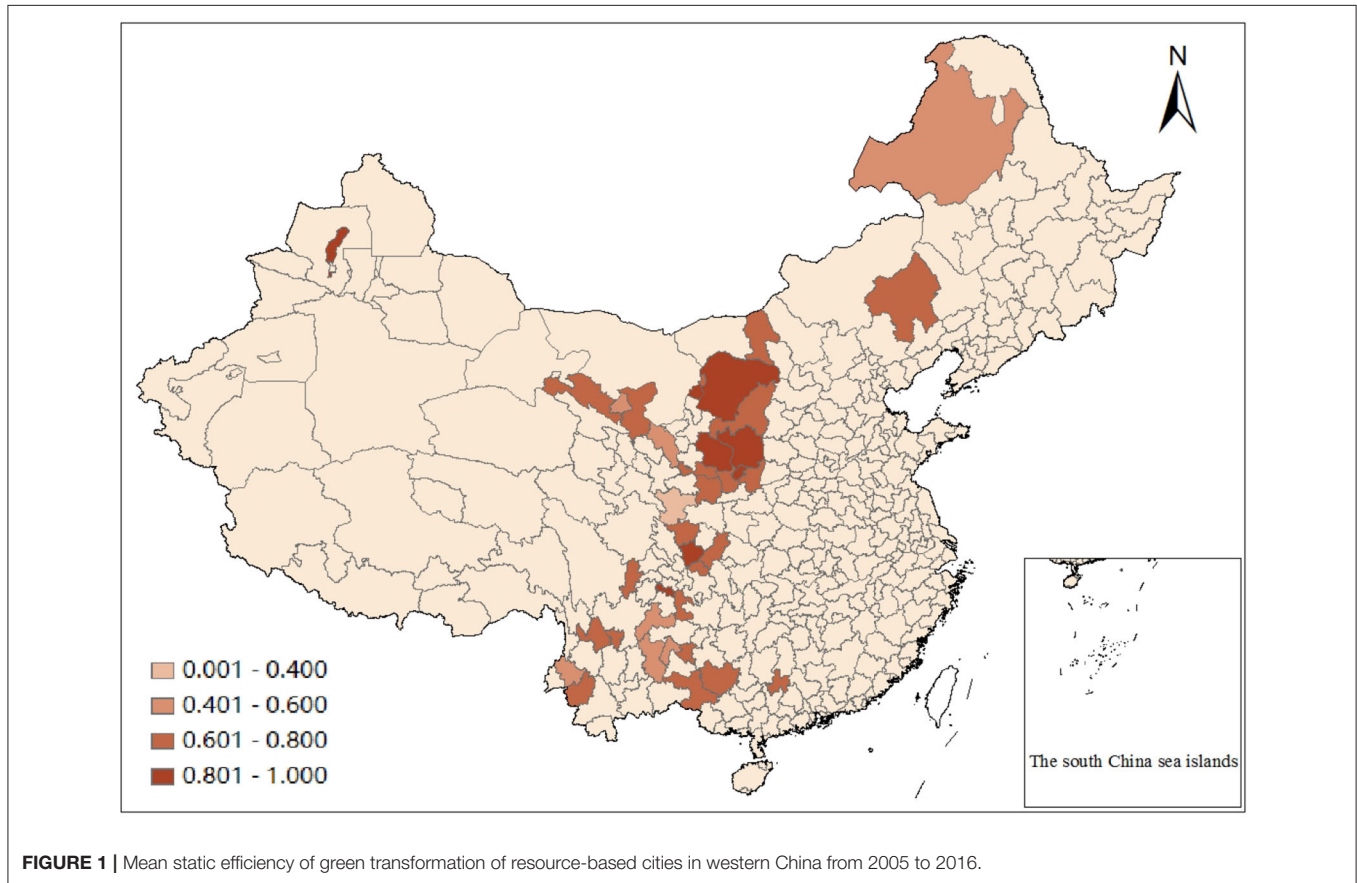 N
0.001 - 0.400
0.401 - 0.600
0.601 - 0.800
0.801 - 1.000
The south China sea islands
FIGURE 1 | Mean static efficiency of green transformation of resource-based cities in western China from 2005 to 2016.